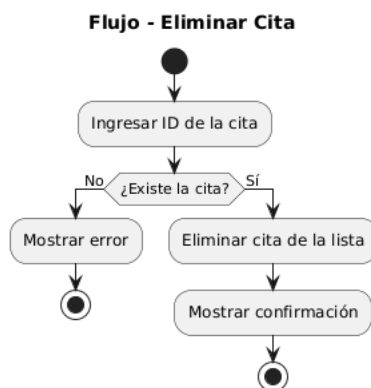 Flujo - Eliminar Cita
Ingresar ID de la cita
No
¿Existe la cita?
Sí
Mostrar error
Eliminar cita de la lista
Mostrar confirmación